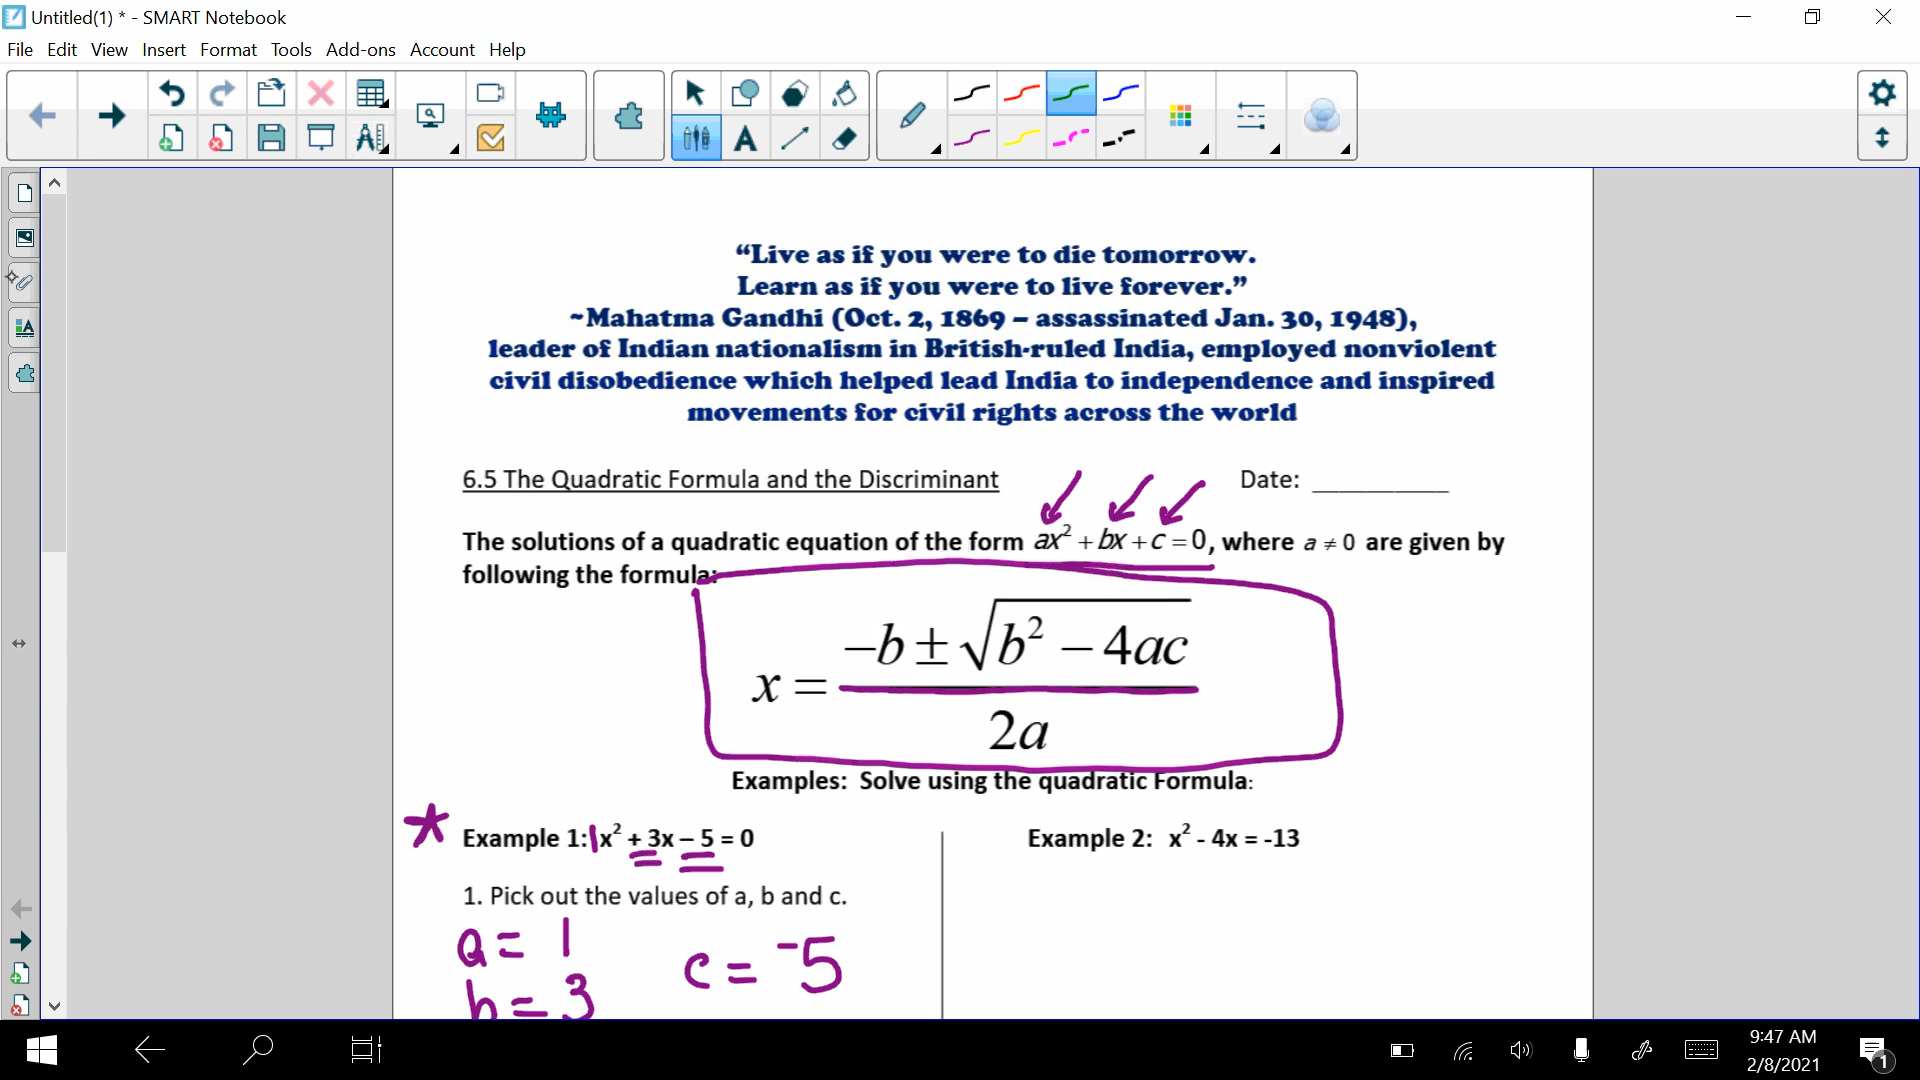 Untitled(1) * - SMART Notebook
File Edit View Insert Format Tools Add-ons Account Help
“Live as if you were to die tomorrow.
Learn as if you were to live forever.”
~Mahatma Gandhi (Oct. 2, 1869 – assassinated Jan. 30, 1948),
leader of Indian nationalism in British-ruled India, employed nonviolent
civil disobedience which helped lead India to independence and inspired
movements for civil rights across the world
6.5 The Quadratic Formula and the Discriminant Date: __________
The solutions of a quadratic equation of the form ax² + bx + c = 0, where a ≠ 0 are given by
following the formula:
x = (−b ± √(b² − 4ac)) / 2a
Examples: Solve using the quadratic Formula:
* Example 1: 1x² + 3x – 5 = 0
Example 2: x² - 4x = -13
1. Pick out the values of a, b and c.
a = 1
c = -5
b = 3
9:47 AM
2/8/2021
1